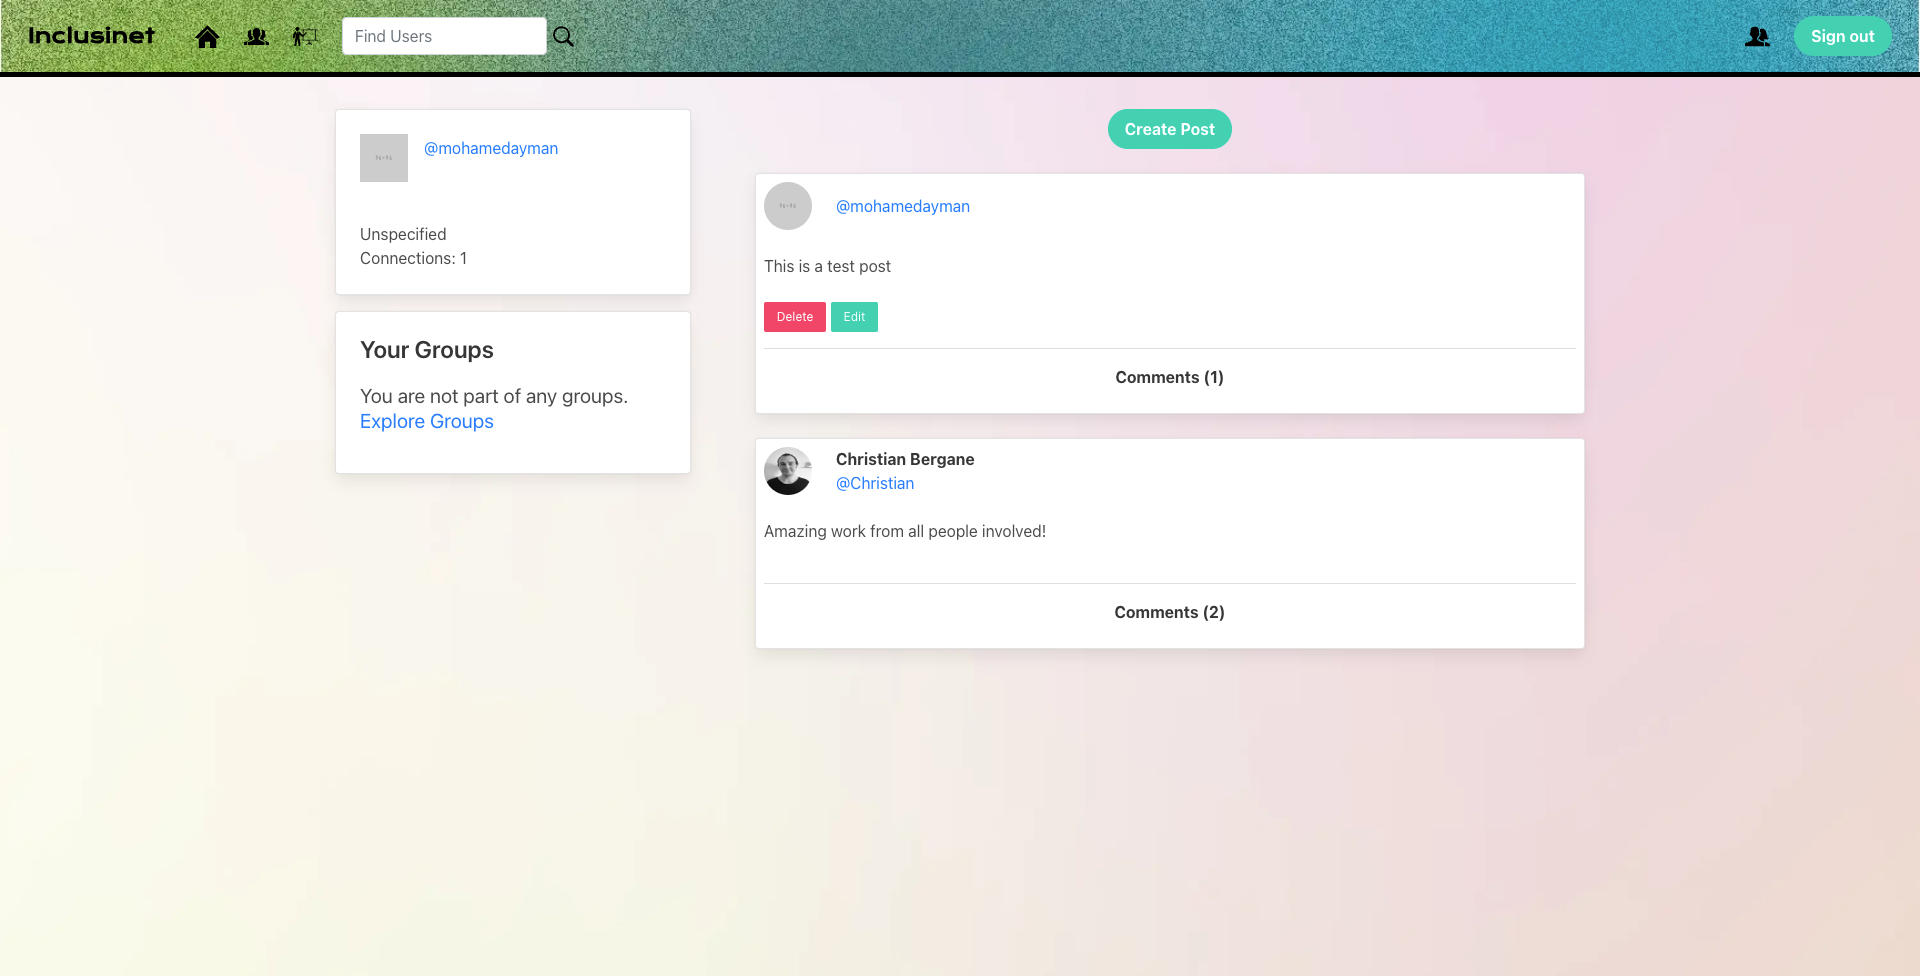 Inclusinet
Find Users
Sign out
@mohamedayman
Unspecified
Connections: 1
Your Groups
You are not part of any groups.
Explore Groups
Create Post
@mohamedayman
This is a test post
Delete
Edit
Comments (1)
Christian Bergane
@Christian
Amazing work from all people involved!
Comments (2)